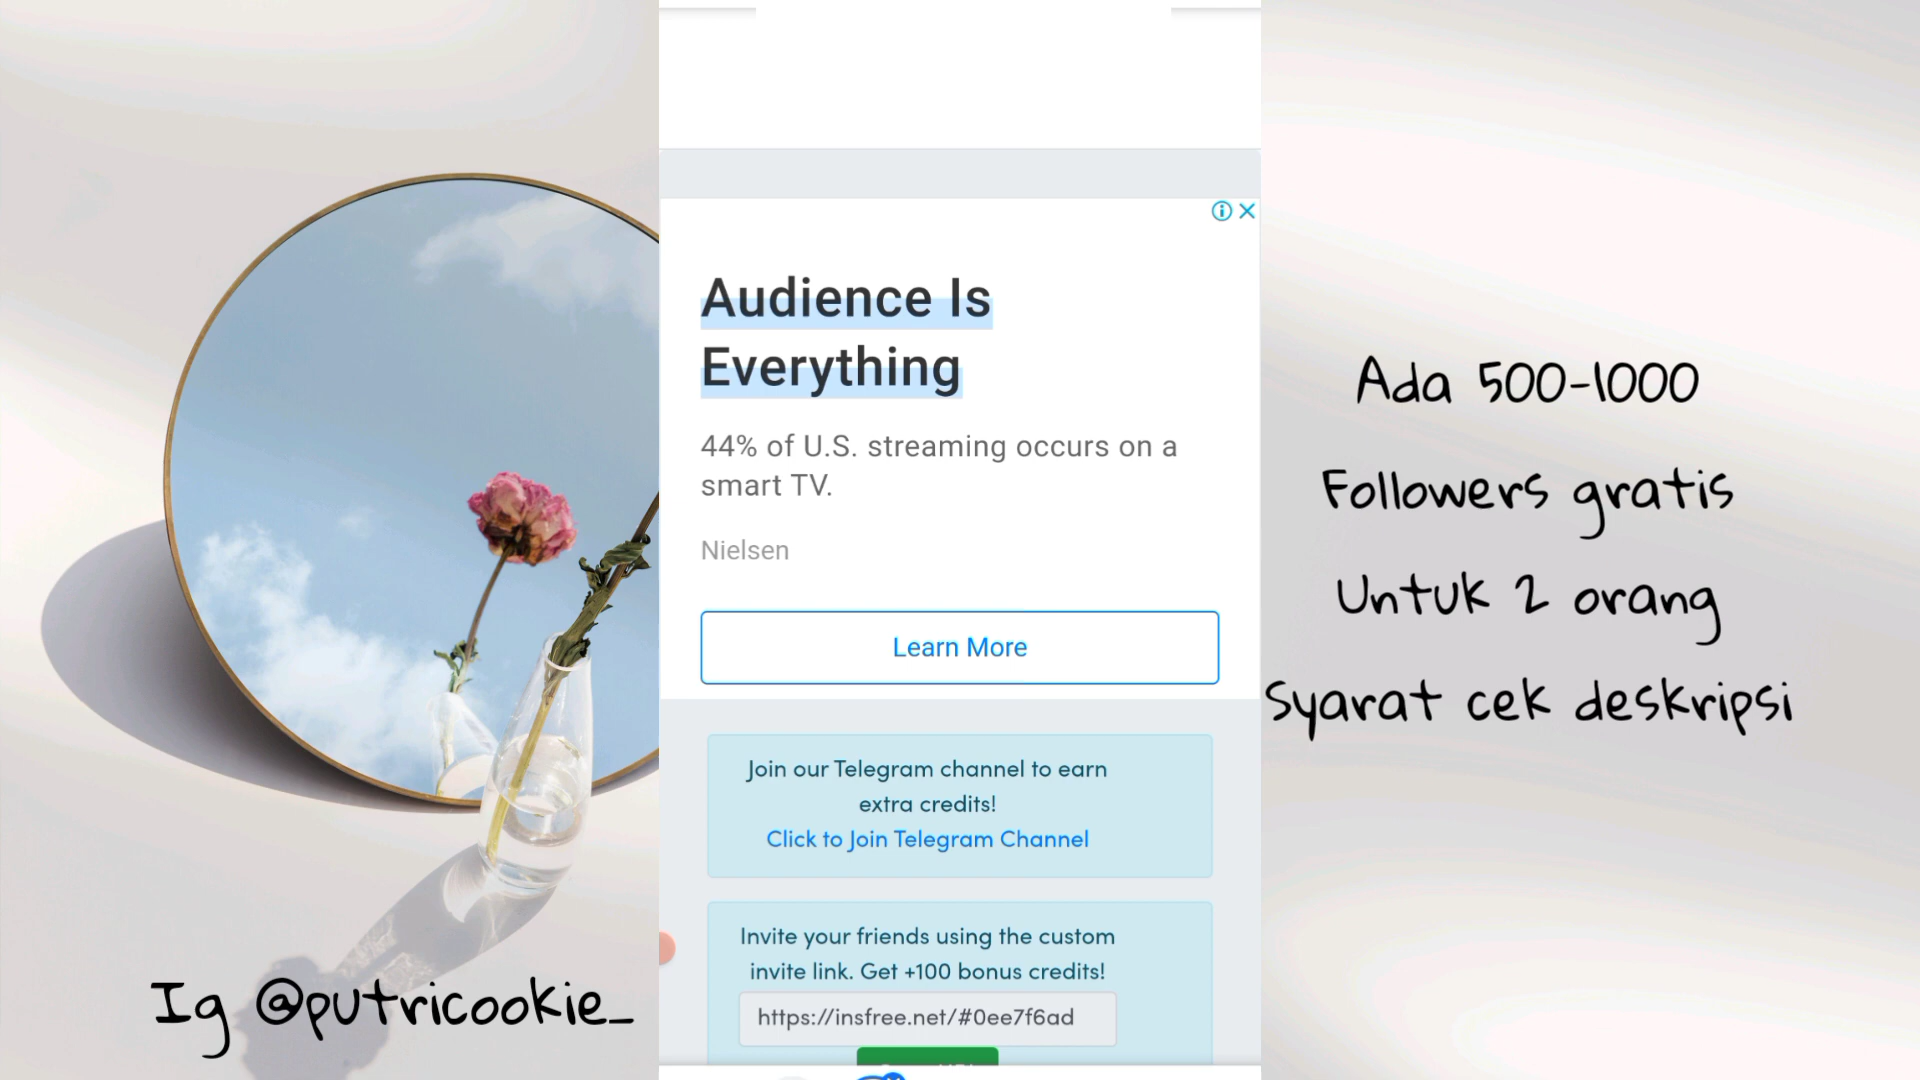 Audience Is
Everything
44% of U.S. streaming occurs on a
smart TV.
Nielsen
Learn More
Join our Telegram channel to earn
extra credits!
Click to Join Telegram Channel
Invite your friends using the custom
invite link. Get +100 bonus credits!
https://insfree.net/#0ee7f6ad
Ig @putricookie_
Ada 500-1000
Followers gratis
Untuk 2 orang
Syarat cek deskripsi